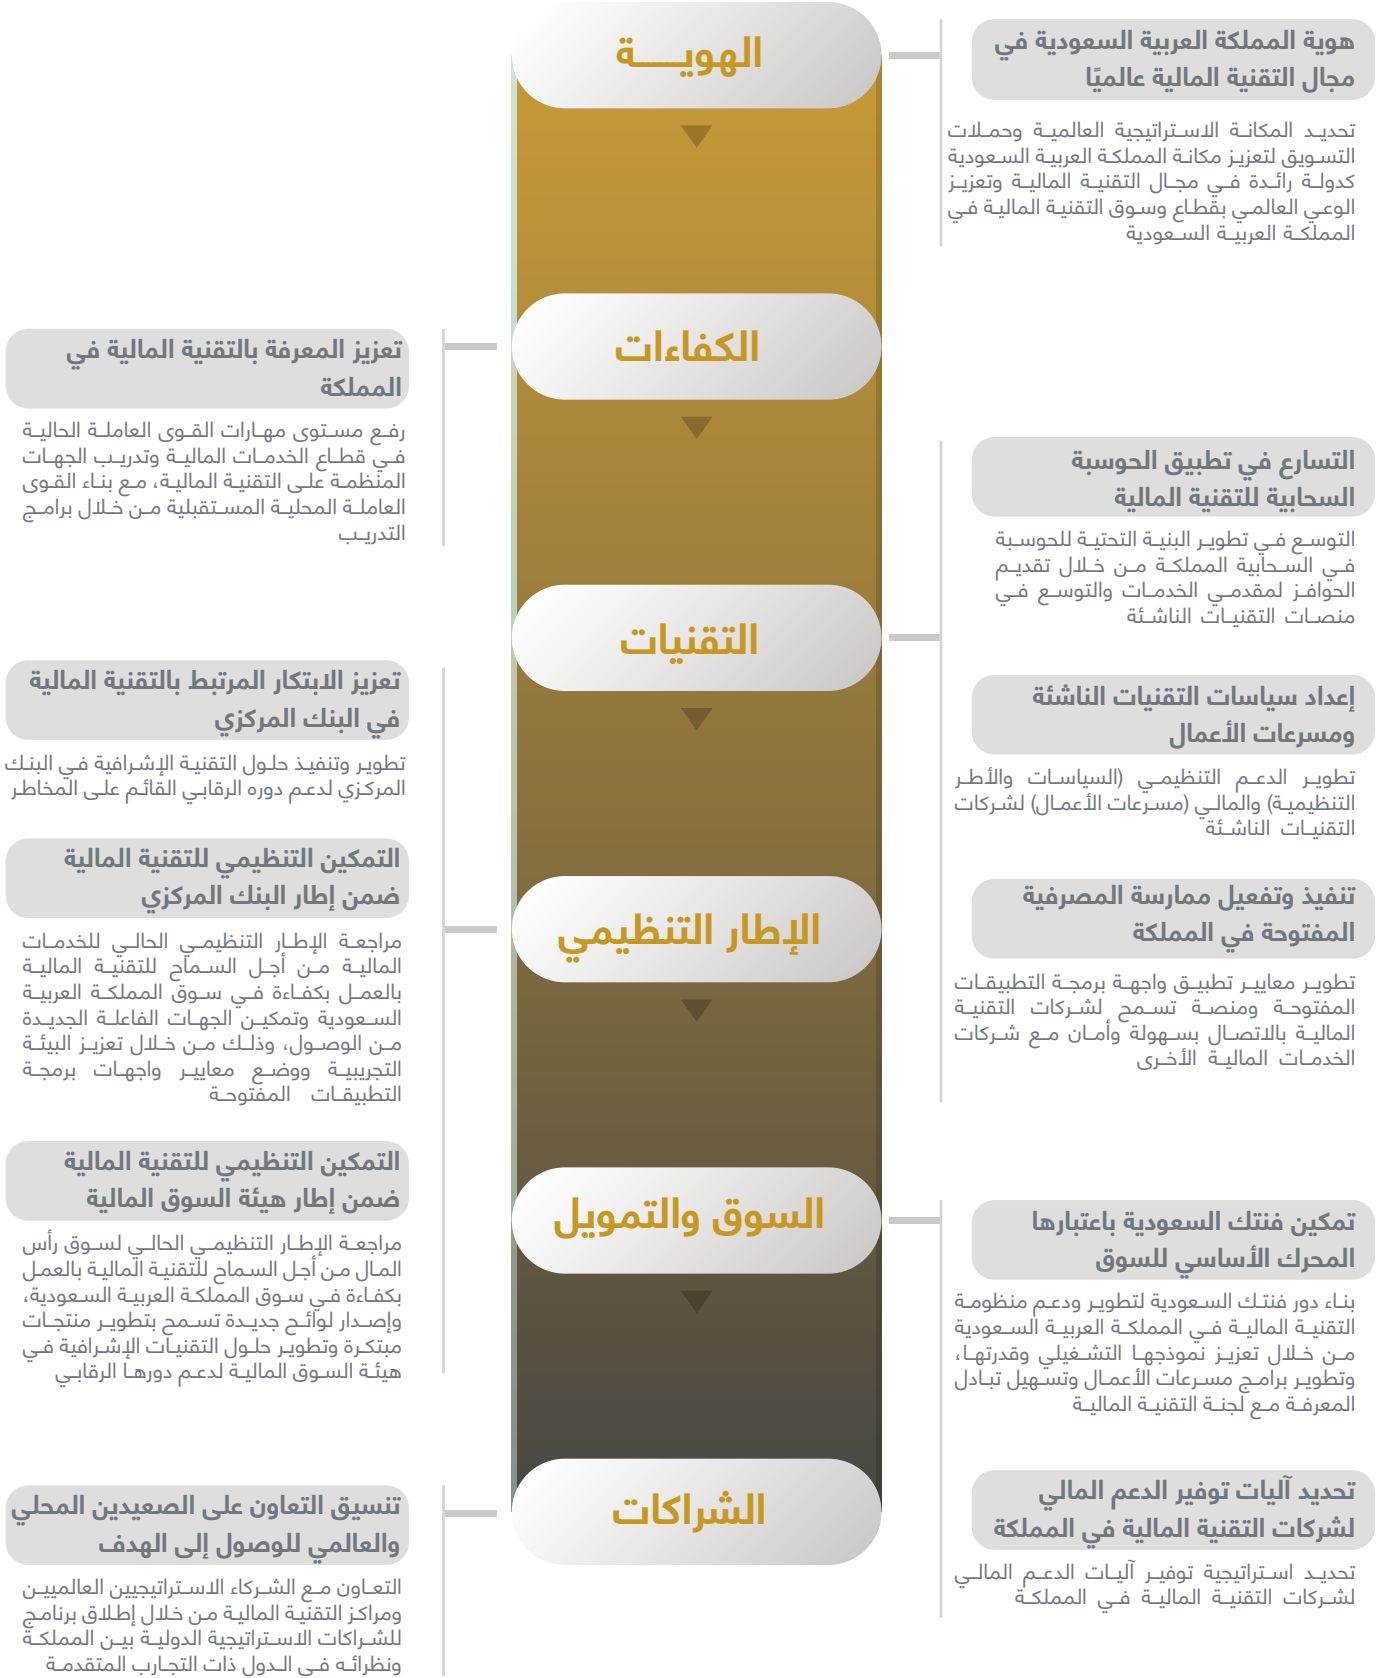 الهويــــة
هوية المملكة العربية السعودية في
مجال التقنية المالية عالميًا
تحديد المكانة الاستراتيجية العالمية وحملات
التسويق لتعزيز مكانة المملكة العربية السعودية
كدولة رائدة في مجال التقنية المالية وتعزيز
الوعي العالمي بقطاع وسوق التقنية المالية في
المملكة العربية السعودية
الكفاءات
تعزيز المعرفة بالتقنية المالية في
المملكة
رفع مستوى مهارات القوى العاملة الحالية
في قطاع الخدمات المالية وتدريب الجهات
المنظمة على التقنية المالية، مع بناء القوى
العاملة المحلية المستقبلية من خلال برامج
التدريب
التقنيات
التسارع في تطبيق الحوسبة
السحابية للتقنية المالية
التوسع في تطوير البنية التحتية للحوسبة
في السحابية المملكة من خلال تقديم
الحوافز لمقدمي الخدمات والتوسع في
منصات التقنيات الناشئة
إعداد سياسات التقنيات الناشئة
ومسرعات الأعمال
تطوير الدعم التنظيمي (السياسات والأطر
التنظيمية) والمالي (مسرعات الأعمال) لشركات
التقنيات الناشئة
تنفيذ وتفعيل ممارسة المصرفية
المفتوحة في المملكة
تطوير معايير تطبيق واجهة برمجة التطبيقات
المفتوحة ومنصة تسمح لشركات التقنية
المالية بالاتصال بسهولة وأمان مع شركات
الخدمات المالية الأخرى
الإطار التنظيمي
تعزيز الابتكار المرتبط بالتقنية المالية
في البنك المركزي
تطوير وتنفيذ حلول التقنية الإشرافية في البنك
المركزي لدعم دوره الرقابي القائم على المخاطر
التمكين التنظيمي للتقنية المالية
ضمن إطار البنك المركزي
مراجعة الإطار التنظيمي الحالي للخدمات
المالية من أجل السماح للتقنية المالية
بالعمل بكفاءة في سوق المملكة العربية
السعودية وتمكين الجهات الفاعلة الجديدة
من الوصول، وذلك من خلال تعزيز البيئة
التجريبية ووضع معايير واجهات برمجة
التطبيقات المفتوحة
التمكين التنظيمي للتقنية المالية
ضمن إطار هيئة السوق المالية
مراجعة الإطار التنظيمي الحالي لسوق رأس
المال من أجل السماح للتقنية المالية بالعمل
بكفاءة في سوق المملكة العربية السعودية،
وإصدار لوائح جديدة تسمح بتطوير منتجات
مبتكرة وتطوير حلول التقنيات الإشرافية في
هيئة السوق المالية لدعم دورها الرقابي
السوق والتمويل
تمكين فنتك السعودية باعتبارها
المحرك الأساسي للسوق
بناء دور فنتك السعودية لتطوير ودعم منظومة
التقنية المالية في المملكة العربية السعودية
من خلال تعزيز نموذجها التشغيلي وقدرتها،
وتطوير برامج مسرعات الأعمال وتسهيل تبادل
المعرفة مع لجنة التقنية المالية
تحديد آليات توفير الدعم المالي
لشركات التقنية المالية في المملكة
تحديد استراتيجية توفير آليات الدعم المالي
لشركات التقنية المالية في المملكة
الشراكات
تنسيق التعاون على الصعيدين المحلي
والعالمي للوصول إلى الهدف
التعاون مع الشركاء الاستراتيجيين العالميين
ومراكز التقنية المالية من خلال إطلاق برنامج
للشراكات الاستراتيجية الدولية بين المملكة
ونظرائه في الدول ذات التجارب المتقدمة